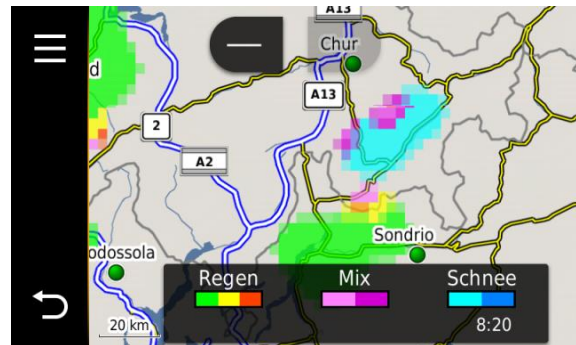 A13
Chur
d
A13
2
A2
Sondrio
odossola
Regen
Mix
Schnee
20 km
8:20